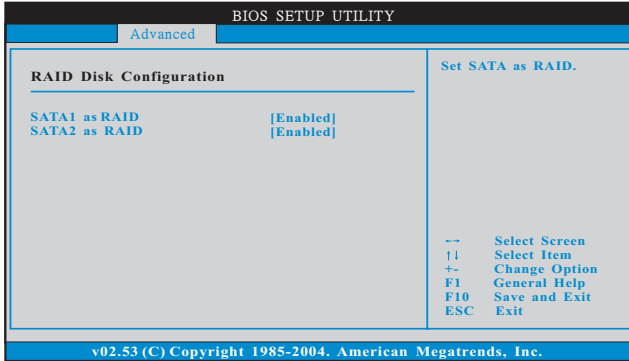 BIOS SETUP UTILITY
Advanced
RAID Disk Configuration
SATA1 as RAID [Enabled]
SATA2 as RAID [Enabled]
Set SATA as RAID.
←→ Select Screen
↑↓ Select Item
+- Change Option
F1 General Help
F10 Save and Exit
ESC Exit
v02.53 (C) Copyright 1985-2004. American Megatrends, Inc.